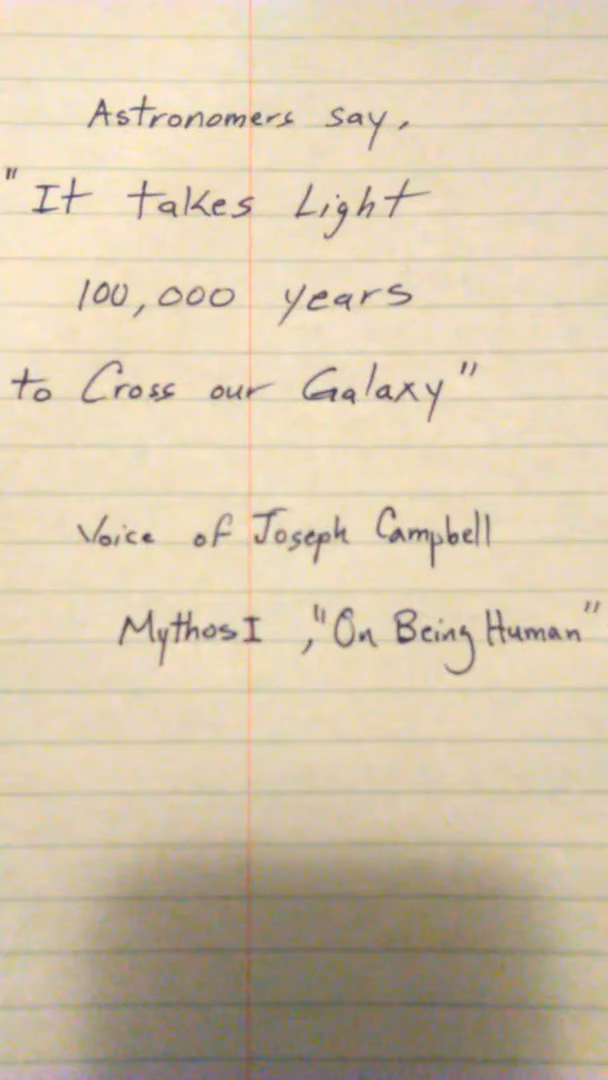 Astronomers say,
"It takes Light
100,000 years
to Cross our Galaxy"
Voice of Joseph Campbell
Mythos I , "On Being Human"